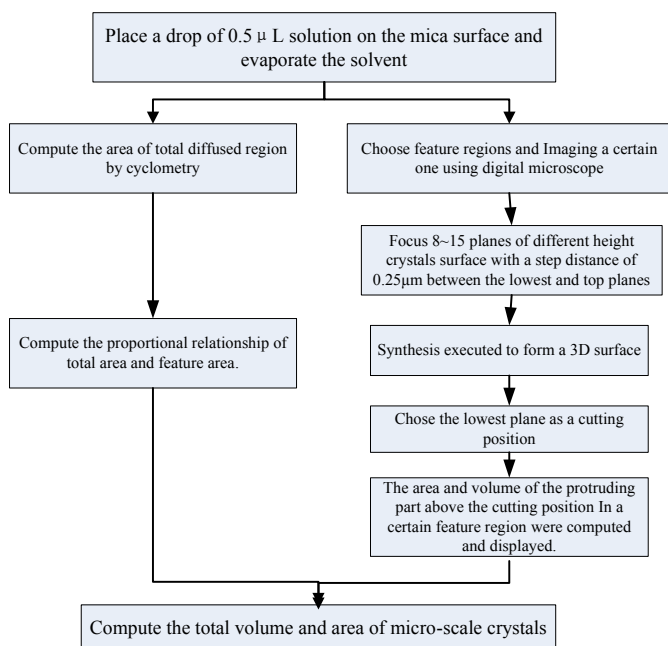 Place a drop of 0.5 μ L solution on the mica surface and
evaporate the solvent
Compute the area of total diffused region
by cyclometry
Choose feature regions and Imaging a certain
one using digital microscope
Focus 8~15 planes of different height
crystals surface with a step distance of
0.25μm between the lowest and top planes
Compute the proportional relationship of
total area and feature area.
Synthesis executed to form a 3D surface
Chose the lowest plane as a cutting
position
The area and volume of the protruding
part above the cutting position In a
certain feature region were computed
and displayed.
Compute the total volume and area of micro-scale crystals